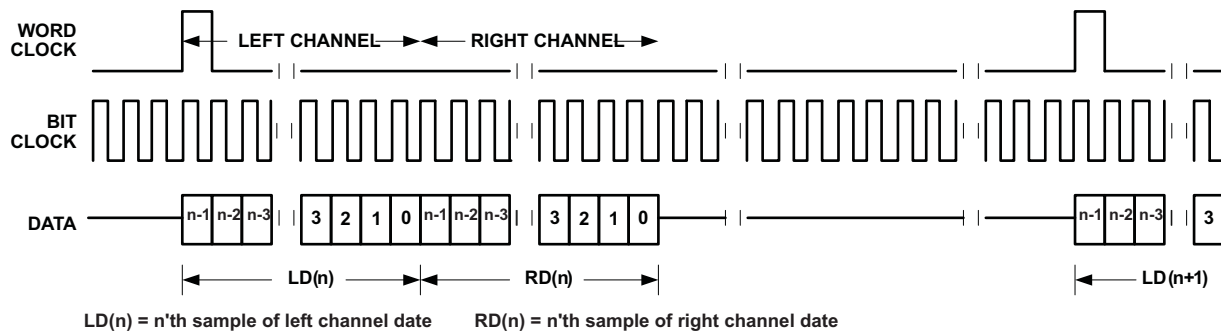 WORD CLOCK
LEFT CHANNEL
RIGHT CHANNEL
BIT CLOCK
DATA
n-1 n-2 n-3 3 2 1 0 n-1 n-2 n-3 3 2 1 0 n-1 n-2 n-3 3
LD(n)
RD(n)
LD(n+1)
LD(n) = n'th sample of left channel date
RD(n) = n'th sample of right channel date